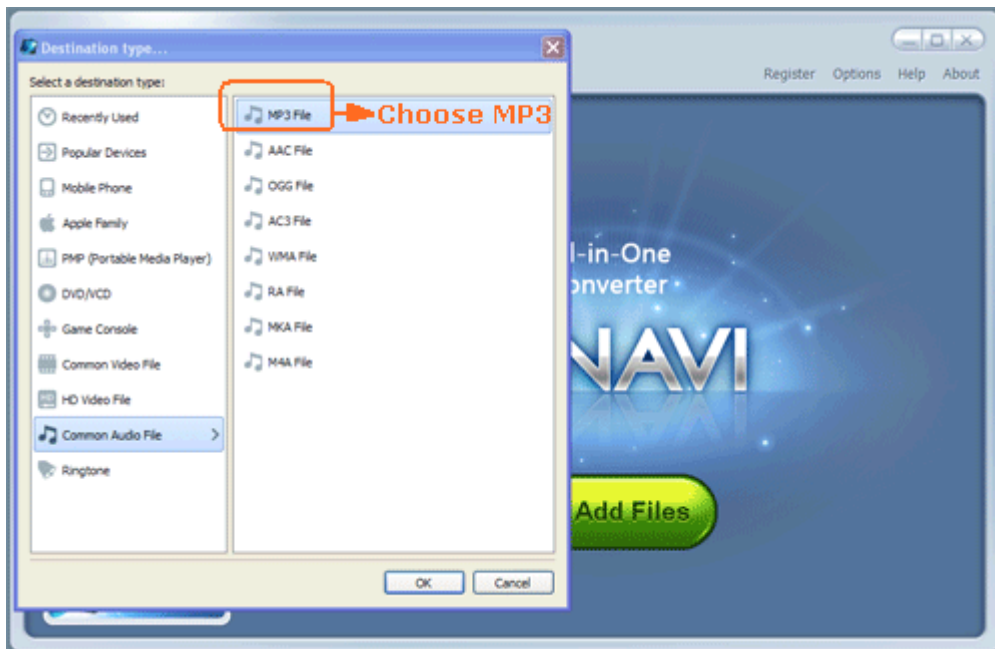 Destination type...
Select a destination type:
Recently Used
Popular Devices
Mobile Phone
Apple Family
PMP (Portable Media Player)
DVD/VCD
Game Console
Common Video File
HD Video File
Common Audio File
Ringtone
MP3 File
Choose MP3
AAC File
OGG File
AC3 File
WMA File
RA File
MKA File
M4A File
OK
Cancel
Register Options Help About
l-in-One
onverter
NAVI
Add Files